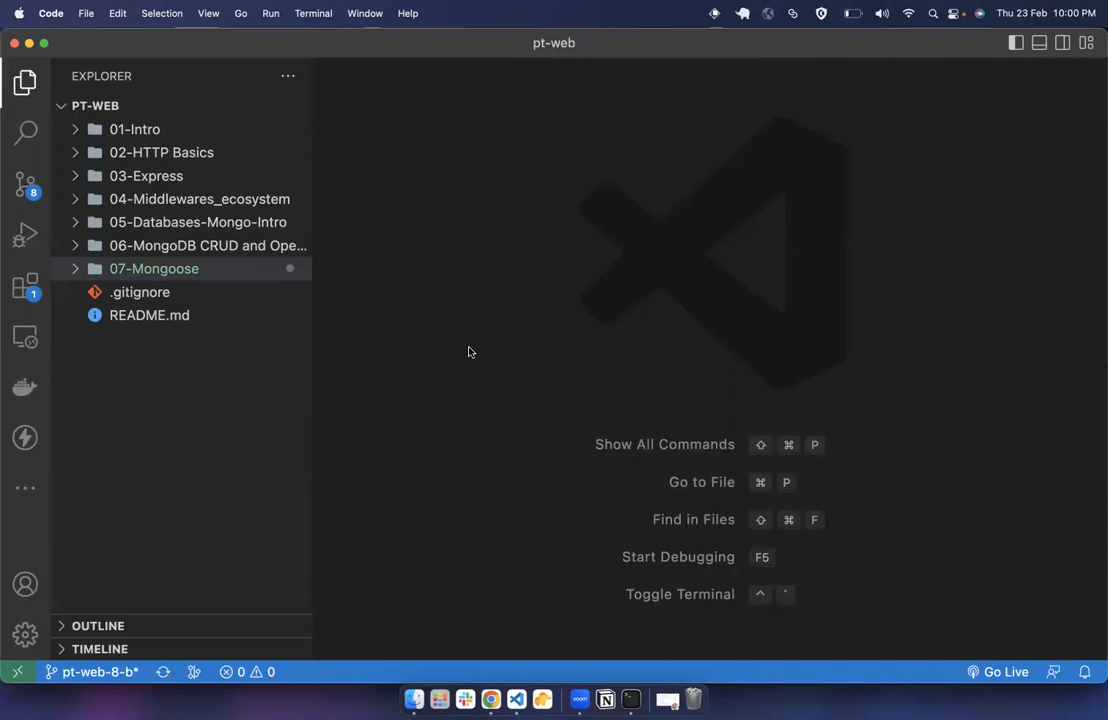 Code File Edit Selection View Go Run Terminal Window Help Thu 23 Feb 10:00 PM
pt-web
EXPLORER
PT-WEB
01-Intro
02-HTTP Basics
03-Express
04-Middlewares_ecosystem
05-Databases-Mongo-Intro
06-MongoDB CRUD and Ope...
07-Mongoose
.gitignore
README.md
8
1
Show All Commands ⇧ ⌘ P
Go to File ⌘ P
Find in Files ⇧ ⌘ F
Start Debugging F5
Toggle Terminal ^ `
OUTLINE
TIMELINE
pt-web-8-b* 0 0 Go Live
zoom